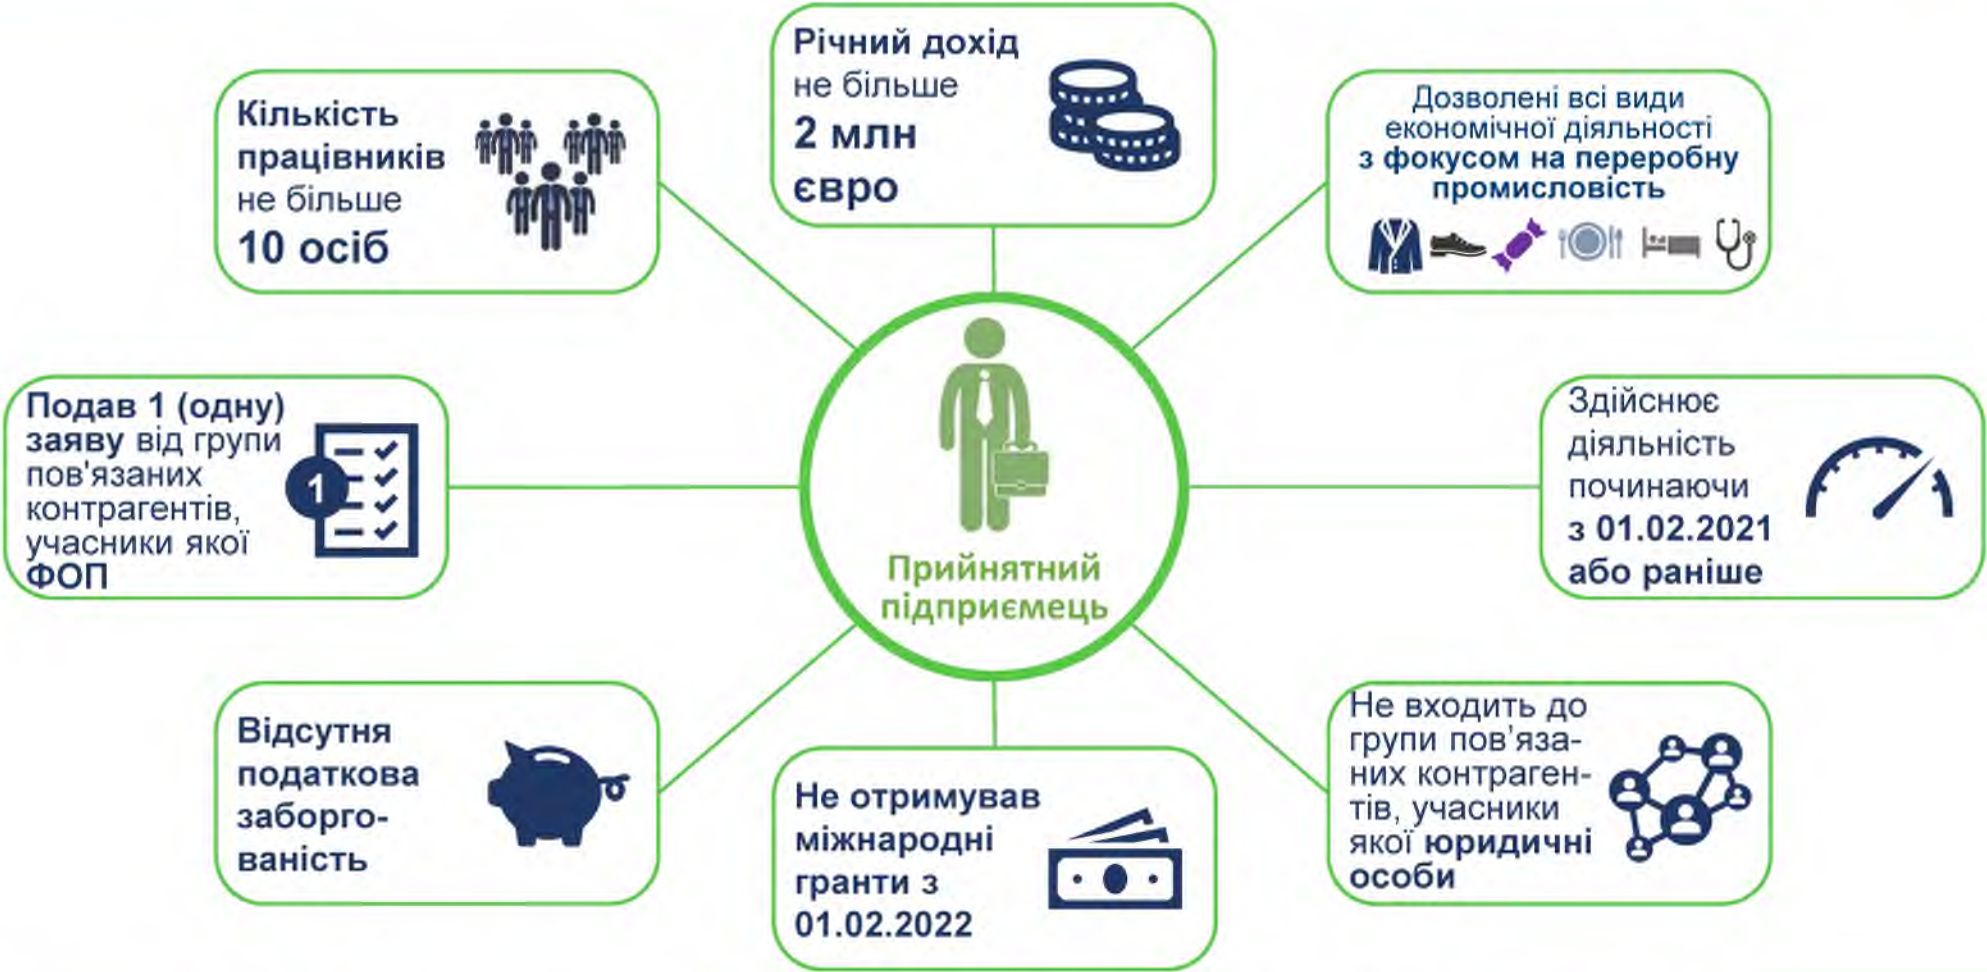 Річний дохід
не більше
2 млн
євро
Кількість
працівників
не більше
10 осіб
Дозволені всі види
економічної діяльності
з фокусом на переробну
промисловість
Подав 1 (одну)
заяву від групи
пов'язаних
контрагентів,
учасники якої
ФОП
1
Прийнятний
підприємець
Здійснює
діяльність
починаючи
з 01.02.2021
або раніше
Відсутня
податкова
заборго-
ваність
Не отримував
міжнародні
гранти з
01.02.2022
Не входить до
групи пов’яза-
них контраген-
тів, учасники
якої юридичні
особи